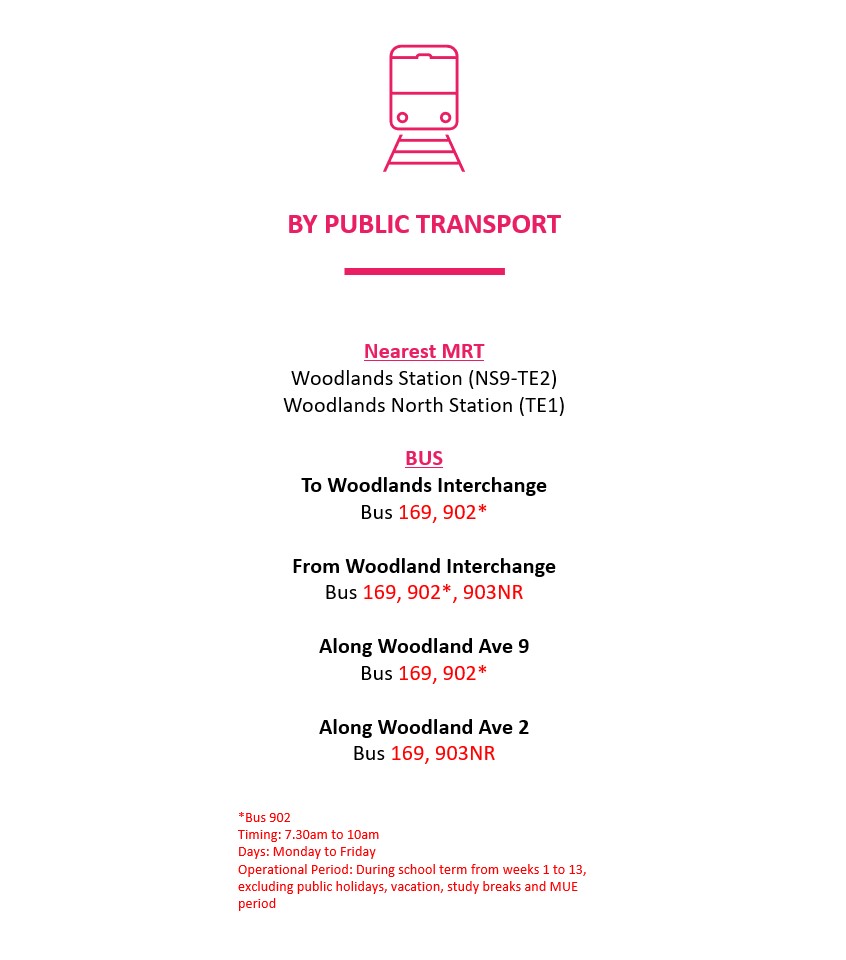 BY PUBLIC TRANSPORT
Nearest MRT
Woodlands Station (NS9-TE2)
Woodlands North Station (TE1)
BUS
To Woodlands Interchange
Bus 169, 902*
From Woodland Interchange
Bus 169, 902*, 903NR
Along Woodland Ave 9
Bus 169, 902*
Along Woodland Ave 2
Bus 169, 903NR
*Bus 902
Timing: 7.30am to 10am
Days: Monday to Friday
Operational Period: During school term from weeks 1 to 13,
excluding public holidays, vacation, study breaks and MUE
period